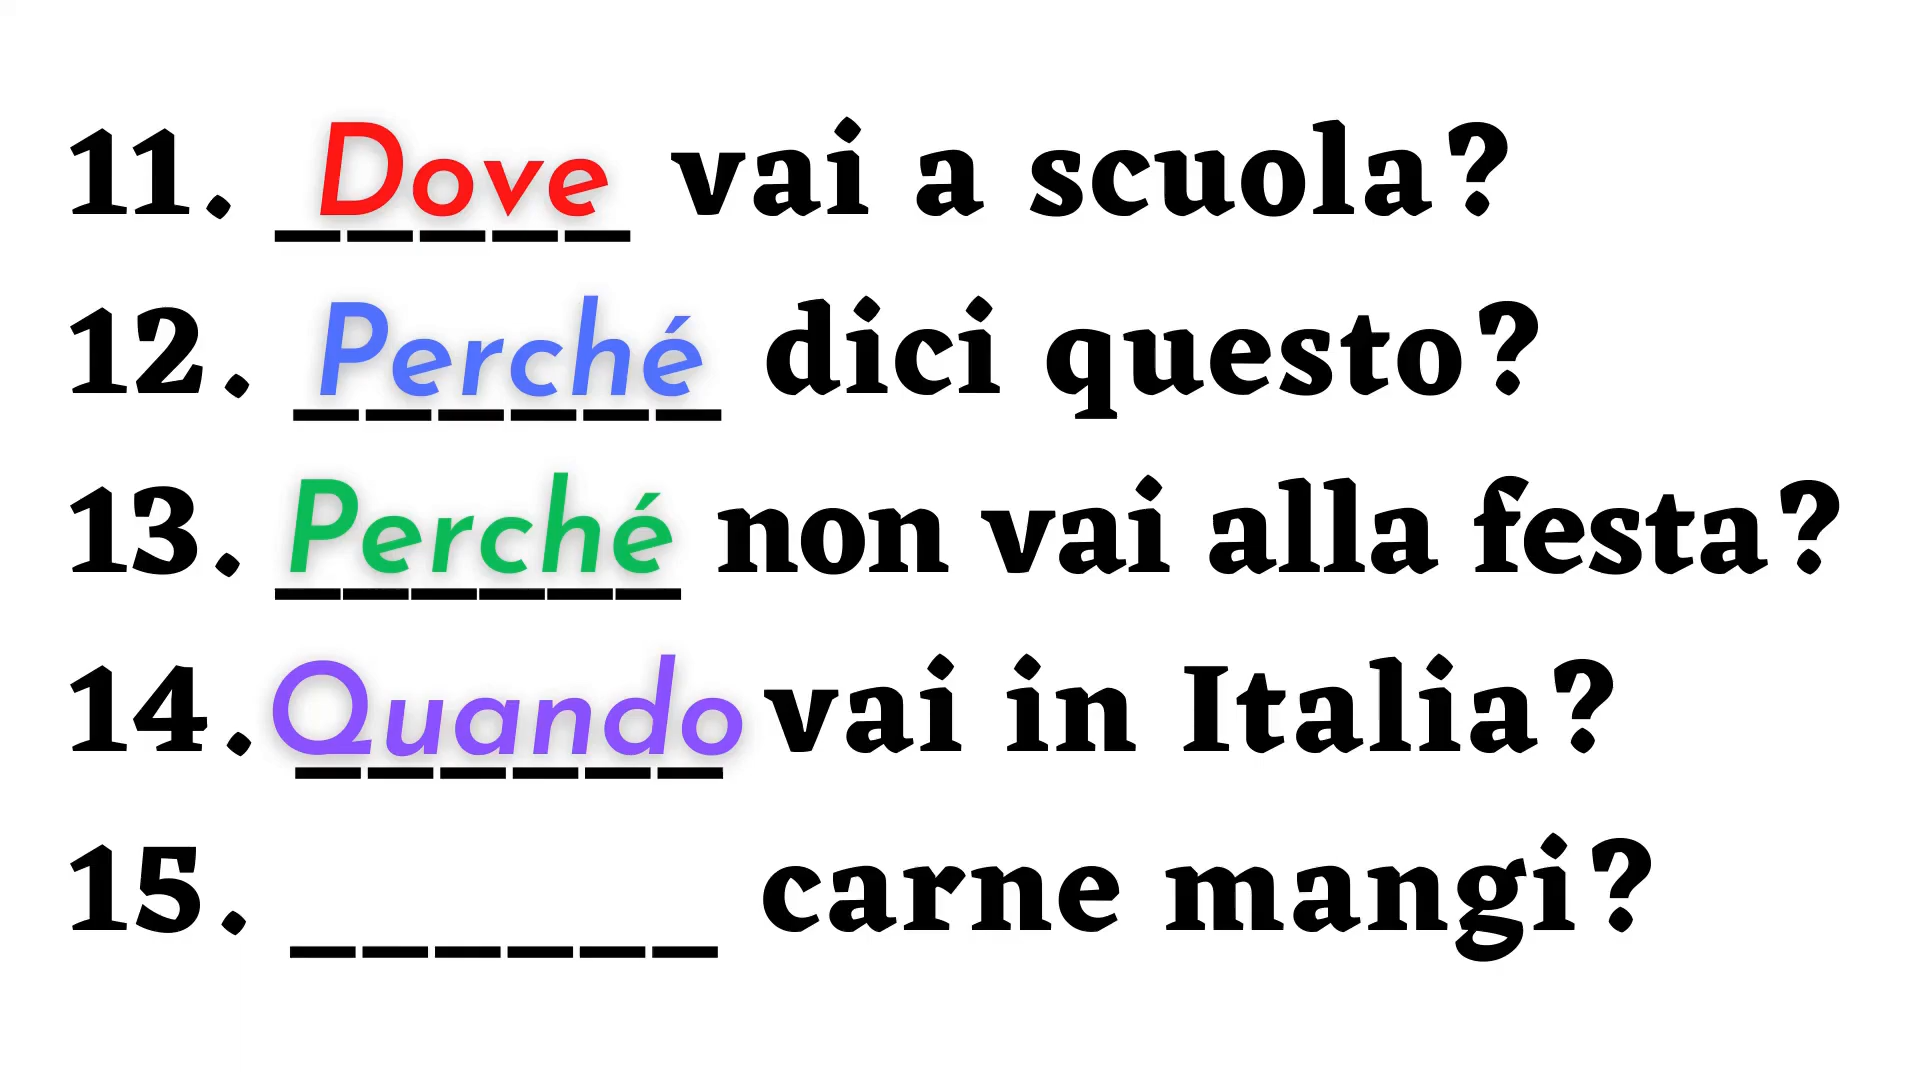 11. Dove vai a scuola?
12. Perché dici questo?
13. Perché non vai alla festa?
14. Quando vai in Italia?
15. ______ carne mangi?